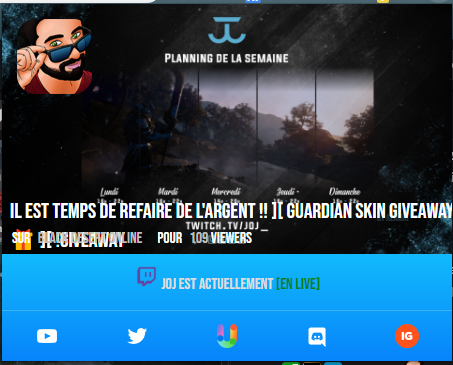 PLANNING DE LA SEMAINE
Lundi Mardi Mercredi Jeudi - Dimanche
IL EST TEMPS DE REFAIRE DE L'ARGENT !! ][ GUARDIAN SKIN GIVEAWAY
TWITCH.TV/JOJ_
][ !GIVEAWAY
SUR POUR 109 VIEWERS
JOJ EST ACTUELLEMENT [EN LIVE]
IG